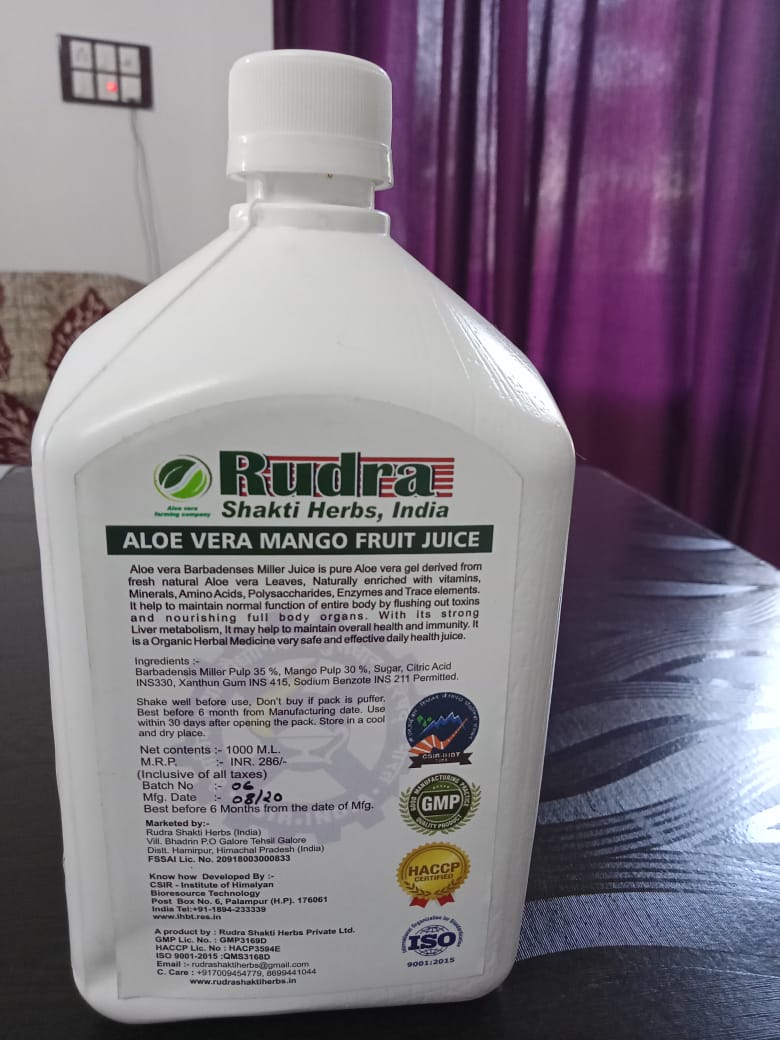 Rudra
Shakti Herbs, India
Aloe vera
farming company
ALOE VERA MANGO FRUIT JUICE
Aloe vera Barbadenses Miller Juice is pure Aloe vera gel derived from
fresh natural Aloe vera Leaves, Naturally enriched with vitamins,
Minerals, Amino Acids, Polysaccharides, Enzymes and Trace elements.
It help to maintain normal function of entire body by flushing out toxins
and nourishing full body organs. With its strong
Liver metabolism, It may help to maintain overall health and immunity. It
is a Organic Herbal Medicine very safe and effective daily health juice.
Ingredients :-
Barbadensis Miller Pulp 35 %, Mango Pulp 30 %, Sugar, Citric Acid
INS330, Xanthun Gum INS 415, Sodium Benzote INS 211 Permitted.
Shake well before use, Don't buy if pack is puffer.
Best before 6 month from Manufacturing date. Use
within 30 days after opening the pack. Store in a cool
and dry place.
Net contents :- 1000 M.L.
M.R.P. :- INR. 286/-
(Inclusive of all taxes)
Batch No :- 06
Mfg. Date :- 08/20
Best before 6 Months from the date of Mfg.
Marketed by:-
Rudra Shakti Herbs (India)
Vill. Bhadrin P.O Galore Tehsil Galore
Distt. Hamirpur, Himachal Pradesh (India)
FSSAI Lic. No. 20918003000833
Know how Developed By :-
CSIR - Institute of Himalyan
Bioresource Technology
Post Box No. 6, Palampur (H.P). 176061
India Tel:+91-1894-233339
www.ihbt.res.in
A product by : Rudra Shakti Herbs Private Ltd.
GMP Lic. No. : GMP3169D
HACCP Lic. No : HACP3594E
ISO 9001-2015 :QMS3168D
Email :- rudrashaktiherbs@gmail.com
C. Care : +917009454779, 8699441044
www.rudrashaktiherbs.in
CSIR-IHBT
GOOD MANUFACTURING PRACTICE
GMP
QUALITY PRODUCT
HACCP
CERTIFIED
International Organization for Standardization
ISO
9001:2015